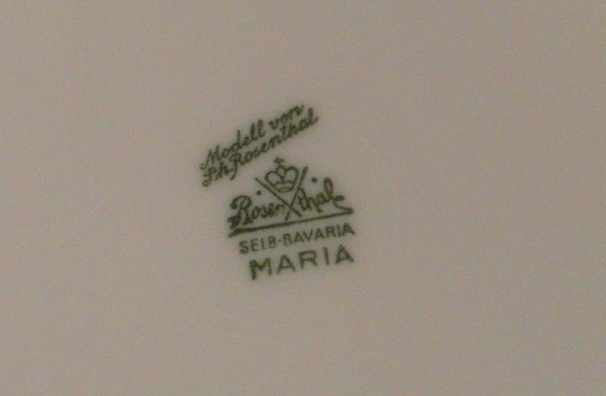 Modell von
Ph. Rosenthal
Rosenthal
SELB-BAVARIA
MARIA